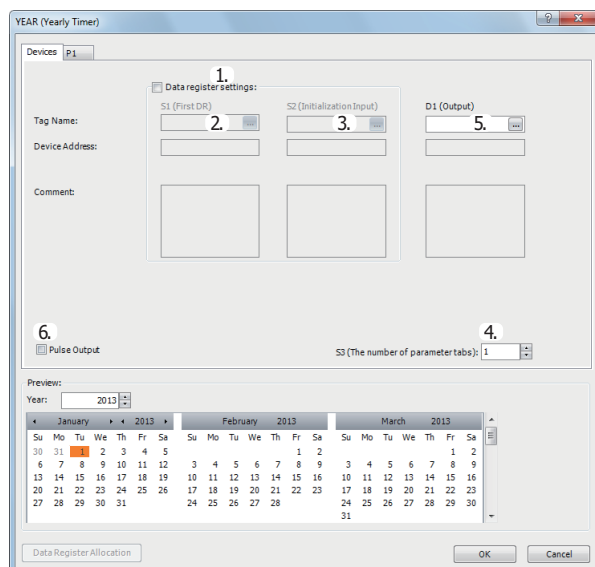 YEAR (Yearly Timer)
Devices P1
1.
Data register settings:
S1 (First DR) S2 (Initialization Input) D1 (Output)
Tag Name: 2. ... 3. ... 5. ...
Device Address:
Comment:
6. 4.
Pulse Output S3 (The number of parameter tabs): 1
Preview:
Year: 2013
January 2013 February 2013 March 2013
Su Mo Tu We Th Fr Sa Su Mo Tu We Th Fr Sa Su Mo Tu We Th Fr Sa
30 31 1 2 3 4 5 1 2 1 2
6 7 8 9 10 11 12 3 4 5 6 7 8 9 3 4 5 6 7 8 9
13 14 15 16 17 18 19 10 11 12 13 14 15 16 10 11 12 13 14 15 16
20 21 22 23 24 25 26 17 18 19 20 21 22 23 17 18 19 20 21 22 23
27 28 29 30 31 24 25 26 27 28 24 25 26 27 28 29 30
31
Data Register Allocation OK Cancel